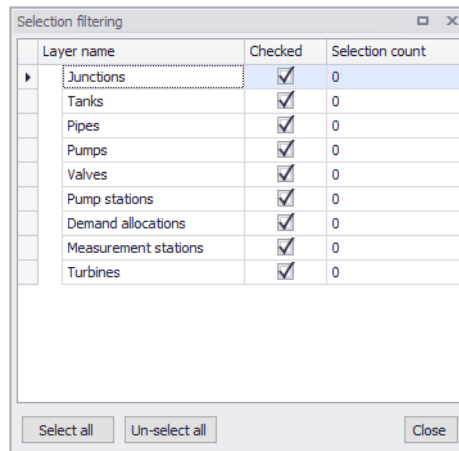 Selection filtering
Layer name Checked Selection count
Junctions 0
Tanks 0
Pipes 0
Pumps 0
Valves 0
Pump stations 0
Demand allocations 0
Measurement stations 0
Turbines 0
Select all Un-select all Close